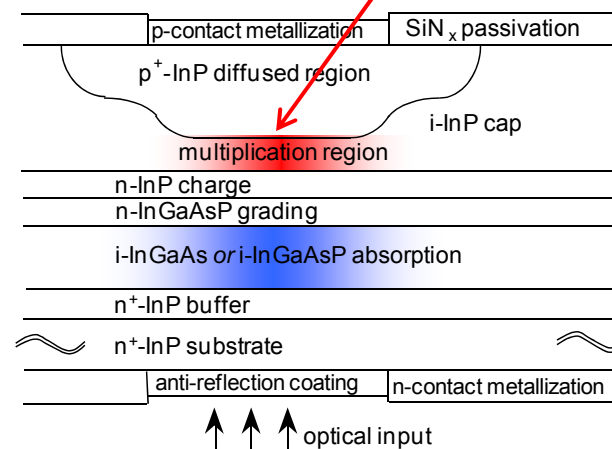 p-contact metallization
SiNx passivation
p+-InP diffused region
i-InP cap
multiplication region
n-InP charge
n-InGaAsP grading
i-InGaAs or i-InGaAsP absorption
n+-InP buffer
n+-InP substrate
anti-reflection coating
n-contact metallization
optical input